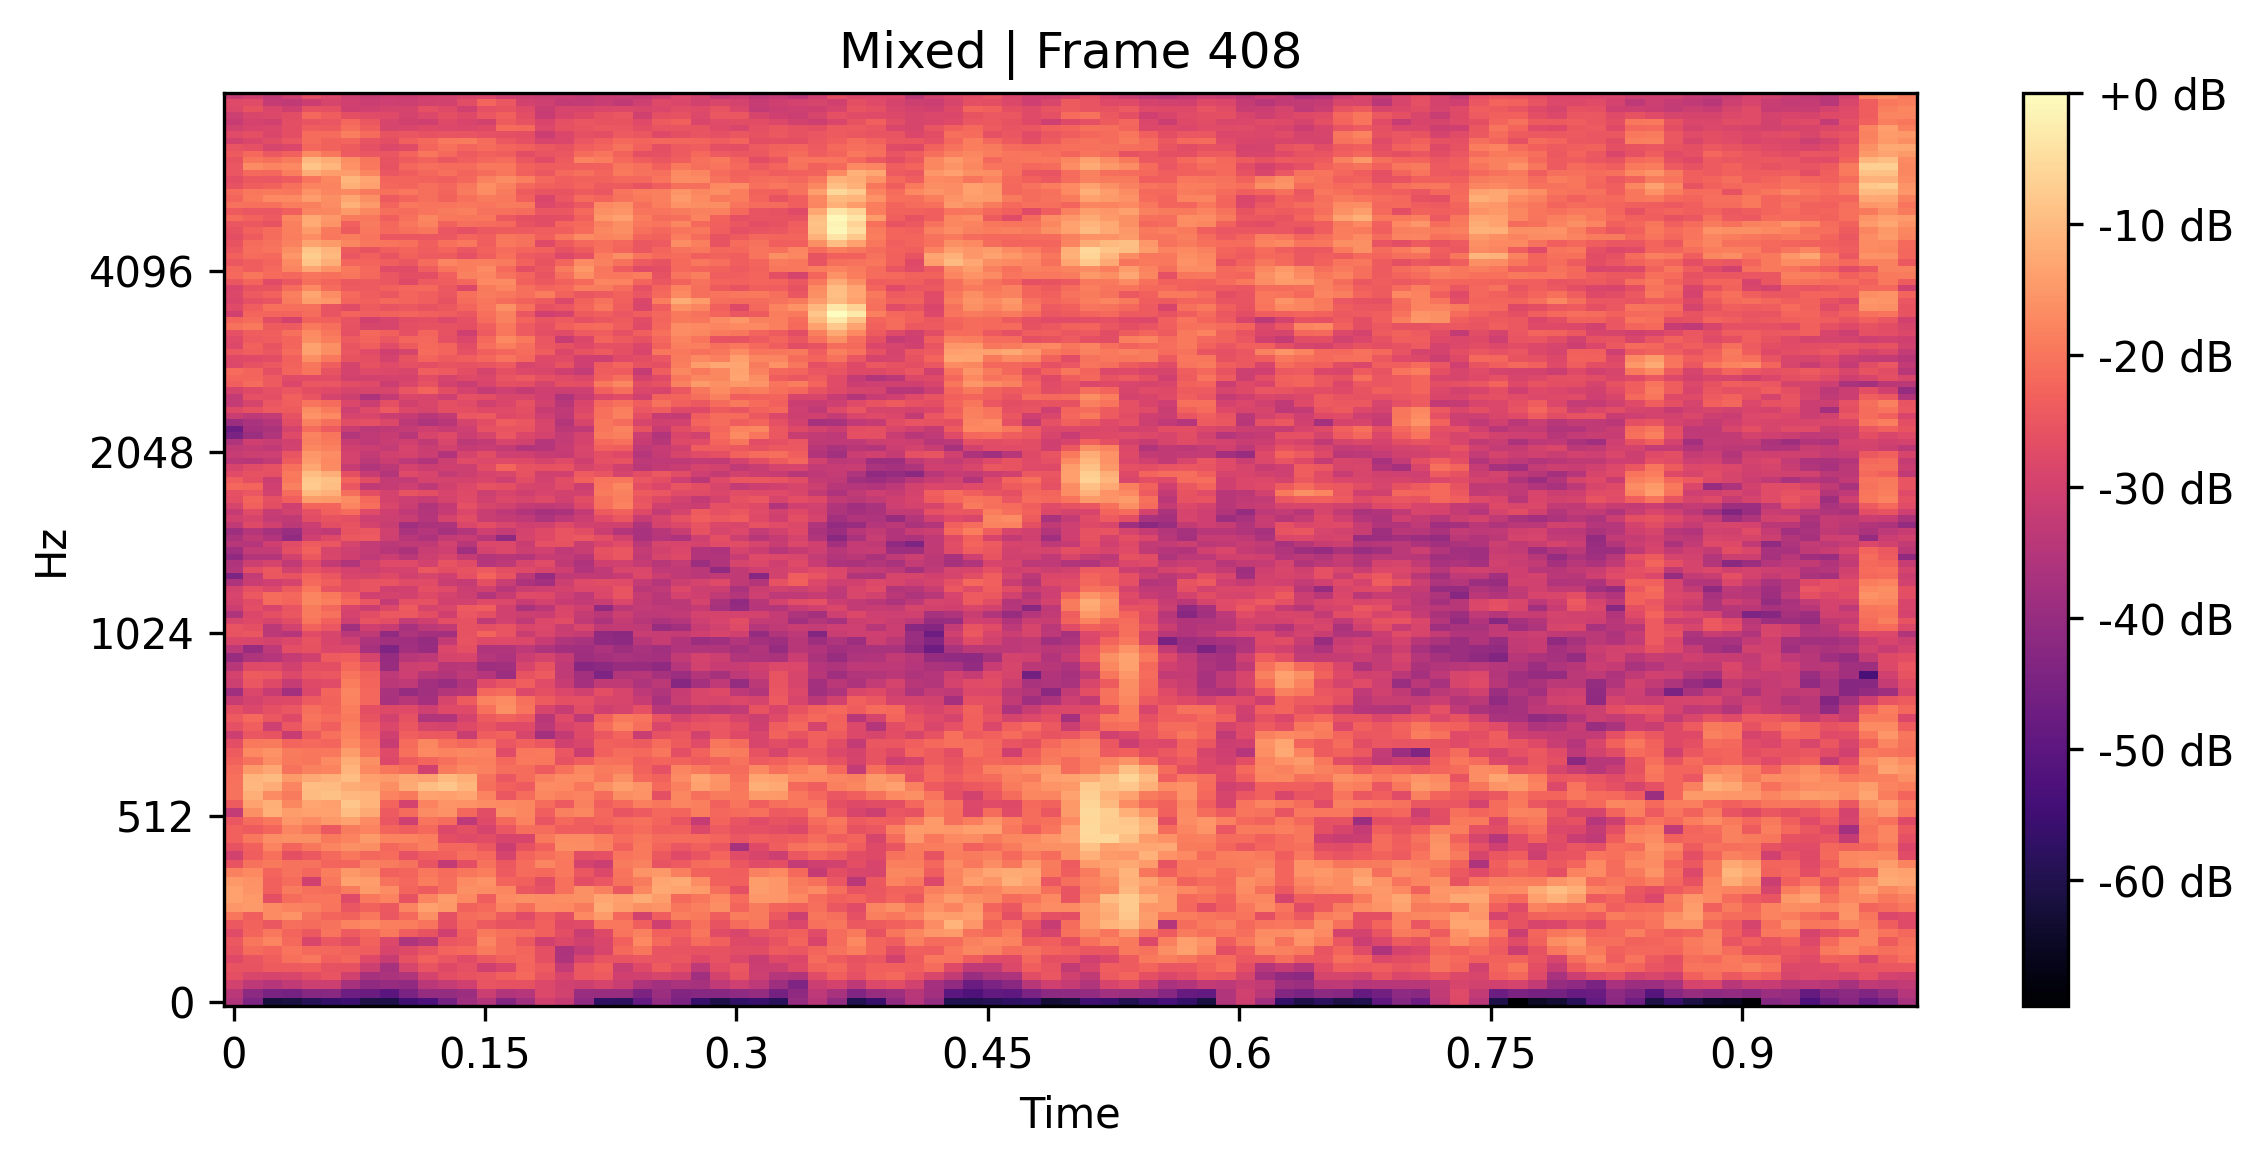 Mixed | Frame 408
Hz
4096
2048
1024
512
0
0 0.15 0.3 0.45 0.6 0.75 0.9
Time
+0 dB
-10 dB
-20 dB
-30 dB
-40 dB
-50 dB
-60 dB